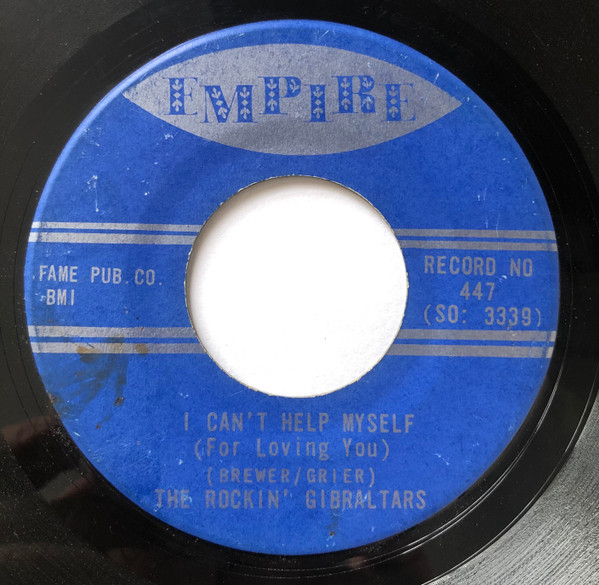 EMPIRE
FAME PUB. CO.
BMI
RECORD NO
447
(SO: 3339)
I CAN'T HELP MYSELF
(For Loving You)
(BREWER/GRIER)
THE ROCKIN" GIBRALTARS